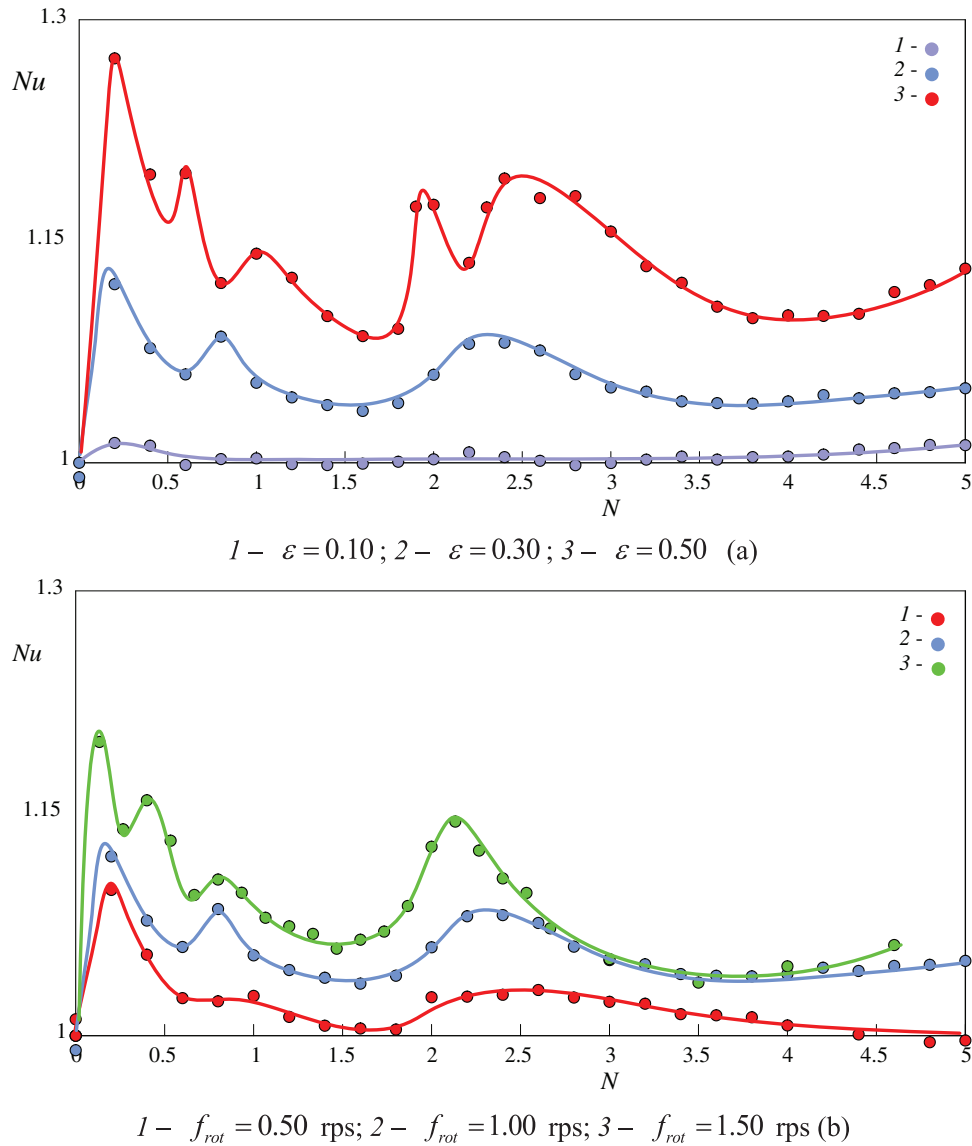 1.3
Nu
1 -
2 -
3 -
1.15
1
0 0.5 1 1.5 2 2.5 3 3.5 4 4.5 5
N
1 – ε = 0.10 ; 2 – ε = 0.30 ; 3 – ε = 0.50 (a)
1.3
Nu
1 -
2 -
3 -
1.15
1
0 0.5 1 1.5 2 2.5 3 3.5 4 4.5 5
N
1 – f_rot = 0.50 rps; 2 – f_rot = 1.00 rps; 3 – f_rot = 1.50 rps (b)